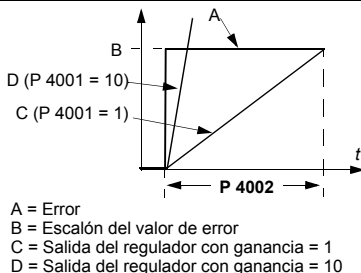 A
B
D (P 4001 = 10)
C (P 4001 = 1)
t
P 4002
A = Error
B = Escalón del valor de error
C = Salida del regulador con ganancia = 1
D = Salida del regulador con ganancia = 10